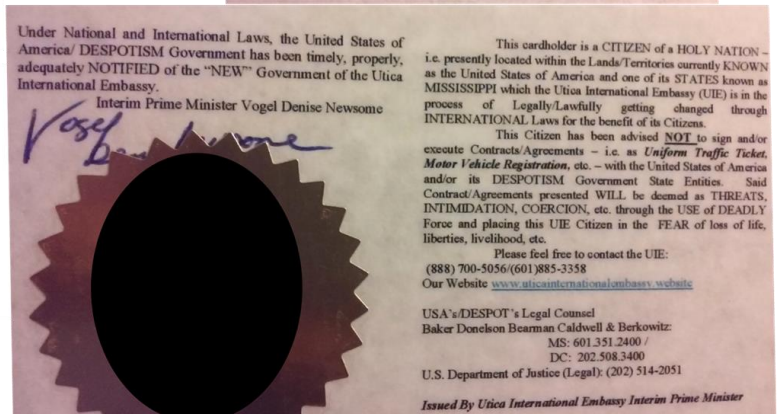 Under National and International Laws, the United States of
America/ DESPOTISM Government has been timely, properly,
adequately NOTIFIED of the "NEW" Government of the Utica
International Embassy.
Interim Prime Minister Vogel Denise Newsome
Vogel
Denise Newsome
This cardholder is a CITIZEN of a HOLY NATION –
i.e. presently located within the Lands/Territories currently KNOWN
as the United States of America and one of its STATES known as
MISSISSIPPI which the Utica International Embassy (UIE) is in the
process of Legally/Lawfully getting changed through
INTERNATIONAL Laws for the benefit of its Citizens.
This Citizen has been advised NOT to sign and/or
execute Contracts/Agreements – i.e. as Uniform Traffic Ticket,
Motor Vehicle Registration, etc. – with the United States of America
and/or its DESPOTISM Government State Entities. Said
Contract/Agreements presented WILL be deemed as THREATS,
INTIMIDATION, COERCION, etc. through the USE of DEADLY
Force and placing this UIE Citizen in the FEAR of loss of life,
liberties, livelihood, etc.
Please feel free to contact the UIE:
(888) 700-5056/(601)885-3358
Our Website www.uticainternationalembassy.website
USA's/DESPOT's Legal Counsel
Baker Donelson Bearman Caldwell & Berkowitz:
MS: 601.351.2400 /
DC: 202.508.3400
U.S. Department of Justice (Legal): (202) 514-2051
Issued By Utica International Embassy Interim Prime Minister